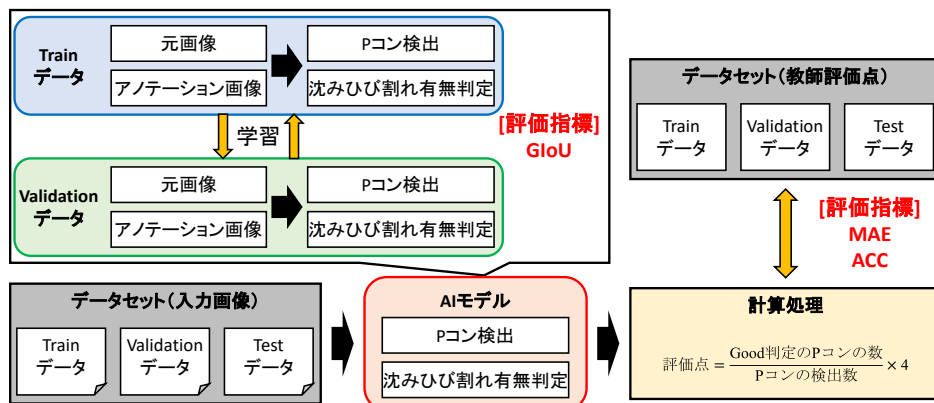 Train
データ
元画像
アノテーション画像
Pコン検出
沈みひび割れ有無判定
学習
[評価指標]
GIoU
Validation
データ
元画像
アノテーション画像
Pコン検出
沈みひび割れ有無判定
データセット(教師評価点)
Train
データ
Validation
データ
Test
データ
[評価指標]
MAE
ACC
データセット(入力画像)
Train
データ
Validation
データ
Test
データ
AIモデル
Pコン検出
沈みひび割れ有無判定
計算処理
評価点 = Good判定のPコンの数 / Pコンの検出数 × 4